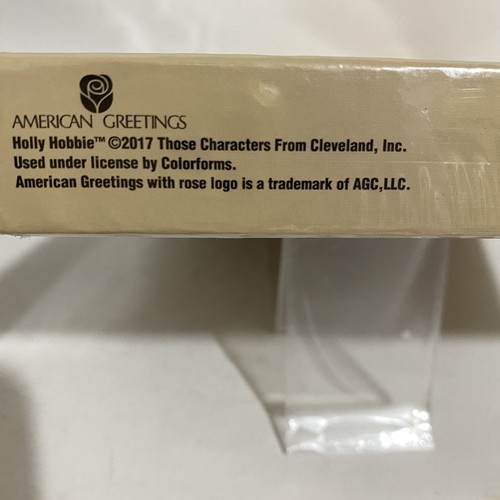 AMERICAN GREETINGS
Holly Hobbie™ ©2017 Those Characters From Cleveland, Inc.
Used under license by Colorforms.
American Greetings with rose logo is a trademark of AGC,LLC.